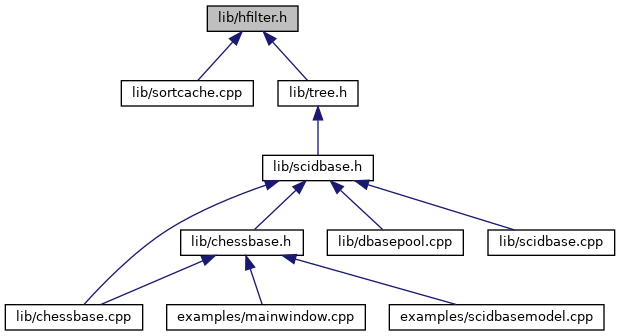 lib/hfilter.h
lib/sortcache.cpp
lib/tree.h
lib/scidbase.h
lib/chessbase.h
lib/dbasepool.cpp
lib/scidbase.cpp
lib/chessbase.cpp
examples/mainwindow.cpp
examples/scidbasemodel.cpp